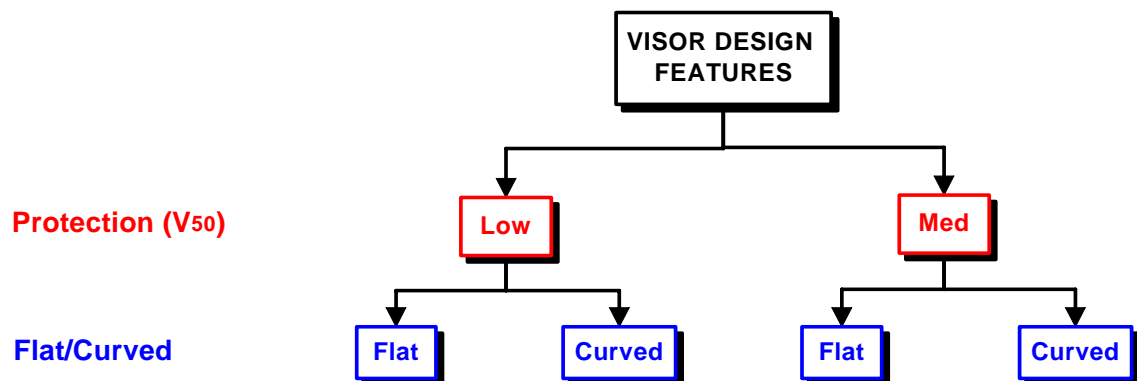 VISOR DESIGN
FEATURES
Protection (V50)
Low
Med
Flat/Curved
Flat
Curved
Flat
Curved